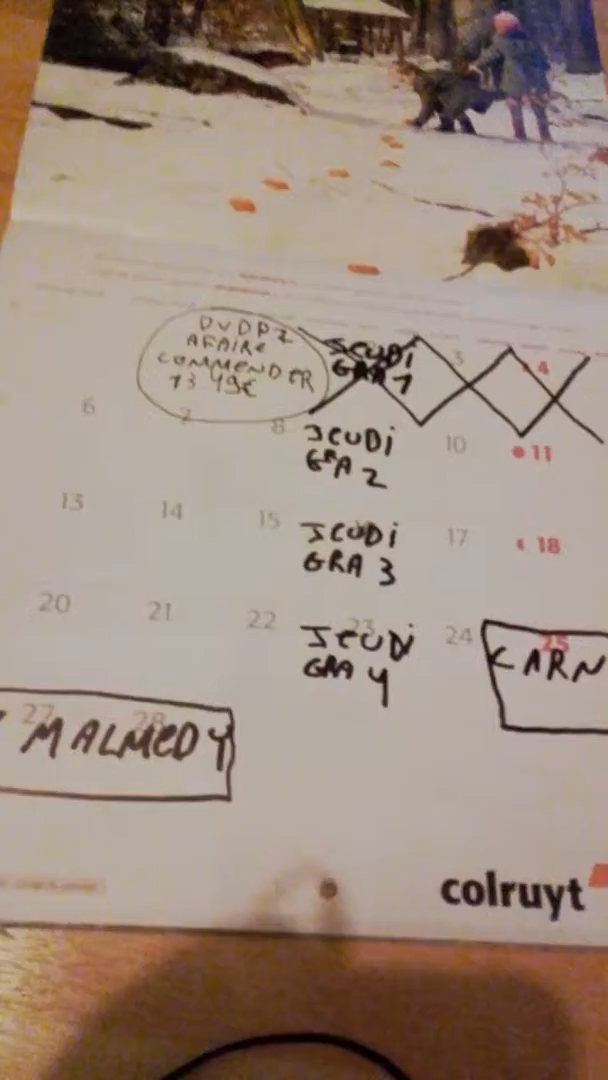 DVDPZ
AFAIRE
COMMENDER
13 49€
JEUDI
GRA 1
3
4
6
7
8
JEUDI
GRA 2
10
11
13
14
15
JEUDI
GRA 3
17
18
20
21
22
23
JEUDI
GRA 4
24
25
CARN
27
28
MALMEDY
colruyt